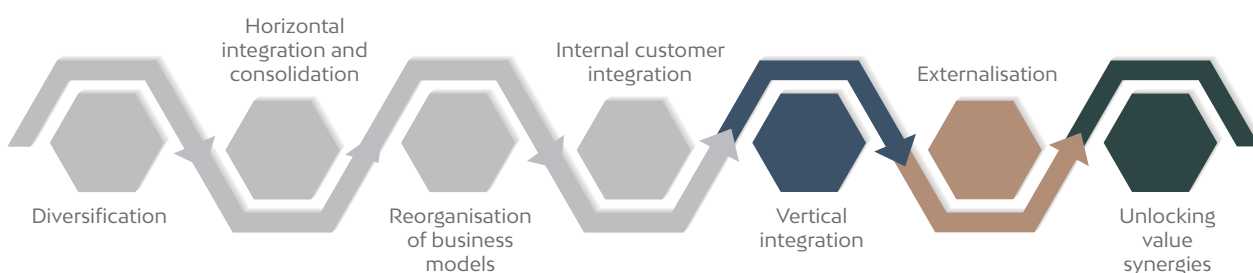 Diversification
Horizontal
integration and
consolidation
Reorganisation
of business
models
Internal customer
integration
Vertical
integration
Externalisation
Unlocking
value
synergies